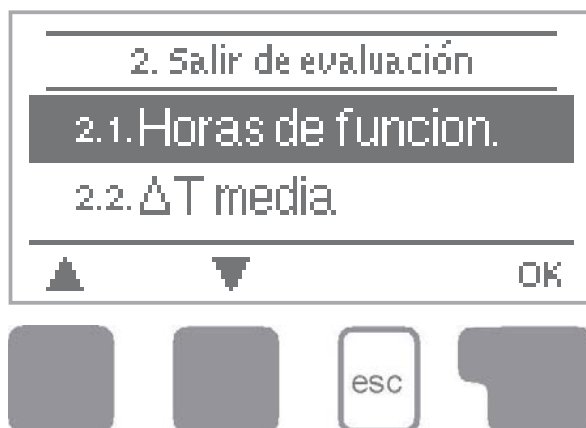 2. Salir de evaluación
2.1.Horas de funcion.
2.2.ΔT media
▲ ▼ OK
esc